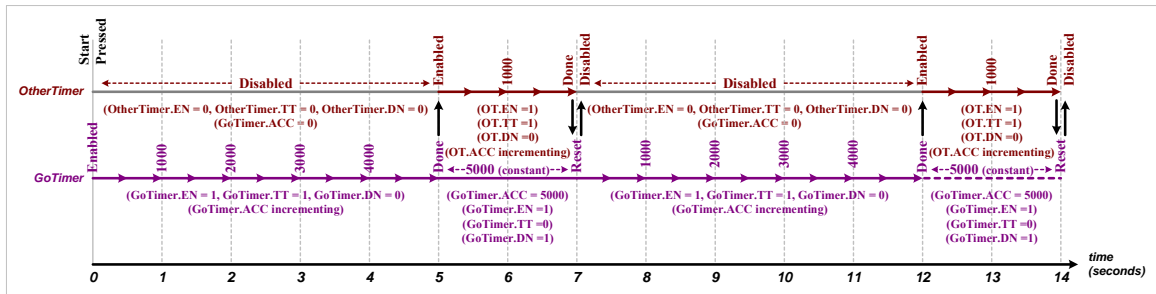 Start
Pressed
Enabled
1000
Done
Disabled
Enabled
1000
Done
Disabled
Disabled
Disabled
OtherTimer
(OtherTimer.EN = 0, OtherTimer.TT = 0, OtherTimer.DN = 0)
(GoTimer.ACC = 0)
(OT.EN =1)
(OT.TT =1)
(OT.DN =0)
(OT.ACC incrementing)
(OtherTimer.EN = 0, OtherTimer.TT = 0, OtherTimer.DN = 0)
(GoTimer.ACC = 0)
(OT.EN =1)
(OT.TT =1)
(OT.DN =0)
(OT.ACC incrementing)
Enabled
1000
2000
3000
4000
Done
5000 (constant)
Reset
1000
2000
3000
4000
Done
5000 (constant)
Reset
GoTimer
(GoTimer.EN = 1, GoTimer.TT = 1, GoTimer.DN = 0)
(GoTimer.ACC incrementing)
(GoTimer.ACC = 5000)
(GoTimer.EN =1)
(GoTimer.TT =0)
(GoTimer.DN =1)
(GoTimer.EN = 1, GoTimer.TT = 1, GoTimer.DN = 0)
(GoTimer.ACC incrementing)
(GoTimer.ACC = 5000)
(GoTimer.EN =1)
(GoTimer.TT =0)
(GoTimer.DN =1)
0 1 2 3 4 5 6 7 8 9 10 11 12 13 14
time
(seconds)